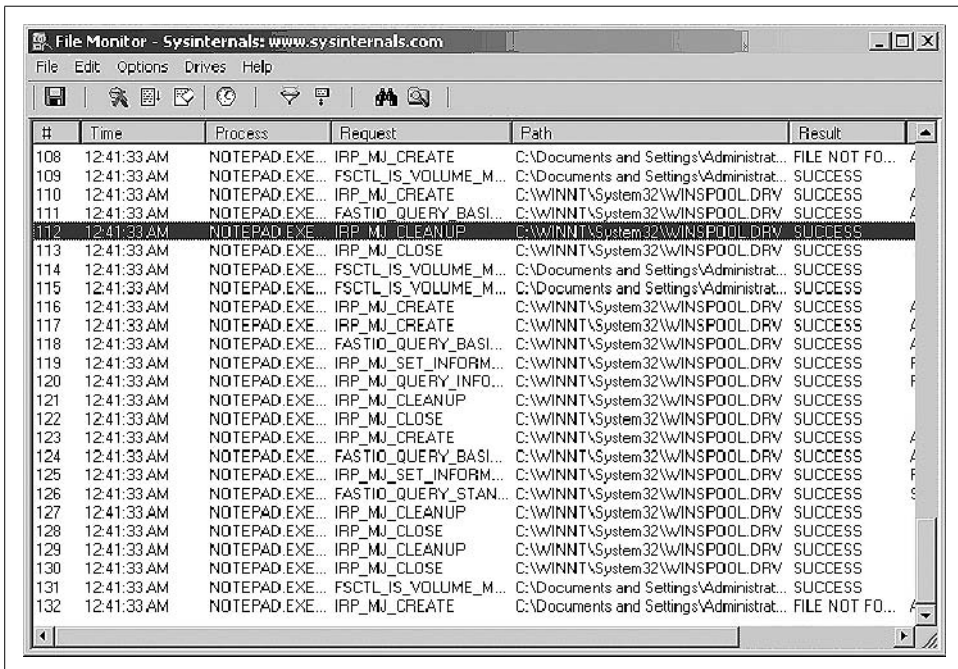 File Monitor - Sysinternals: www.sysinternals.com
File Edit Options Drives Help
# Time Process Request Path Result
108 12:41:33 AM NOTEPAD.EXE... IRP_MJ_CREATE C:\Documents and Settings\Administrat... FILE NOT FO... A
109 12:41:33 AM NOTEPAD.EXE... FSCTL_IS_VOLUME_M... C:\Documents and Settings\Administrat... SUCCESS
110 12:41:33 AM NOTEPAD.EXE... IRP_MJ_CREATE C:\WINNT\System32\WINSPOOL.DRV SUCCESS A
111 12:41:33 AM NOTEPAD.EXE... FASTIO_QUERY_BASI... C:\WINNT\System32\WINSPOOL.DRV SUCCESS A
112 12:41:33 AM NOTEPAD.EXE... IRP_MJ_CLEANUP C:\WINNT\System32\WINSPOOL.DRV SUCCESS
113 12:41:33 AM NOTEPAD.EXE... IRP_MJ_CLOSE C:\WINNT\System32\WINSPOOL.DRV SUCCESS
114 12:41:33 AM NOTEPAD.EXE... FSCTL_IS_VOLUME_M... C:\Documents and Settings\Administrat... SUCCESS
115 12:41:33 AM NOTEPAD.EXE... FSCTL_IS_VOLUME_M... C:\Documents and Settings\Administrat... SUCCESS
116 12:41:33 AM NOTEPAD.EXE... IRP_MJ_CREATE C:\WINNT\System32\WINSPOOL.DRV SUCCESS A
117 12:41:33 AM NOTEPAD.EXE... IRP_MJ_CREATE C:\WINNT\System32\WINSPOOL.DRV SUCCESS A
118 12:41:33 AM NOTEPAD.EXE... FASTIO_QUERY_BASI... C:\WINNT\System32\WINSPOOL.DRV SUCCESS A
119 12:41:33 AM NOTEPAD.EXE... IRP_MJ_SET_INFORM... C:\WINNT\System32\WINSPOOL.DRV SUCCESS F
120 12:41:33 AM NOTEPAD.EXE... IRP_MJ_QUERY_INFO... C:\WINNT\System32\WINSPOOL.DRV SUCCESS F
121 12:41:33 AM NOTEPAD.EXE... IRP_MJ_CLEANUP C:\WINNT\System32\WINSPOOL.DRV SUCCESS
122 12:41:33 AM NOTEPAD.EXE... IRP_MJ_CLOSE C:\WINNT\System32\WINSPOOL.DRV SUCCESS
123 12:41:33 AM NOTEPAD.EXE... IRP_MJ_CREATE C:\WINNT\System32\WINSPOOL.DRV SUCCESS A
124 12:41:33 AM NOTEPAD.EXE... FASTIO_QUERY_BASI... C:\WINNT\System32\WINSPOOL.DRV SUCCESS A
125 12:41:33 AM NOTEPAD.EXE... IRP_MJ_SET_INFORM... C:\WINNT\System32\WINSPOOL.DRV SUCCESS F
126 12:41:33 AM NOTEPAD.EXE... FASTIO_QUERY_STAN... C:\WINNT\System32\WINSPOOL.DRV SUCCESS S
127 12:41:33 AM NOTEPAD.EXE... IRP_MJ_CLEANUP C:\WINNT\System32\WINSPOOL.DRV SUCCESS
128 12:41:33 AM NOTEPAD.EXE... IRP_MJ_CLOSE C:\WINNT\System32\WINSPOOL.DRV SUCCESS
129 12:41:33 AM NOTEPAD.EXE... IRP_MJ_CLEANUP C:\WINNT\System32\WINSPOOL.DRV SUCCESS
130 12:41:33 AM NOTEPAD.EXE... IRP_MJ_CLOSE C:\WINNT\System32\WINSPOOL.DRV SUCCESS
131 12:41:33 AM NOTEPAD.EXE... FSCTL_IS_VOLUME_M... C:\Documents and Settings\Administrat... SUCCESS
132 12:41:33 AM NOTEPAD.EXE... IRP_MJ_CREATE C:\Documents and Settings\Administrat... FILE NOT FO... A